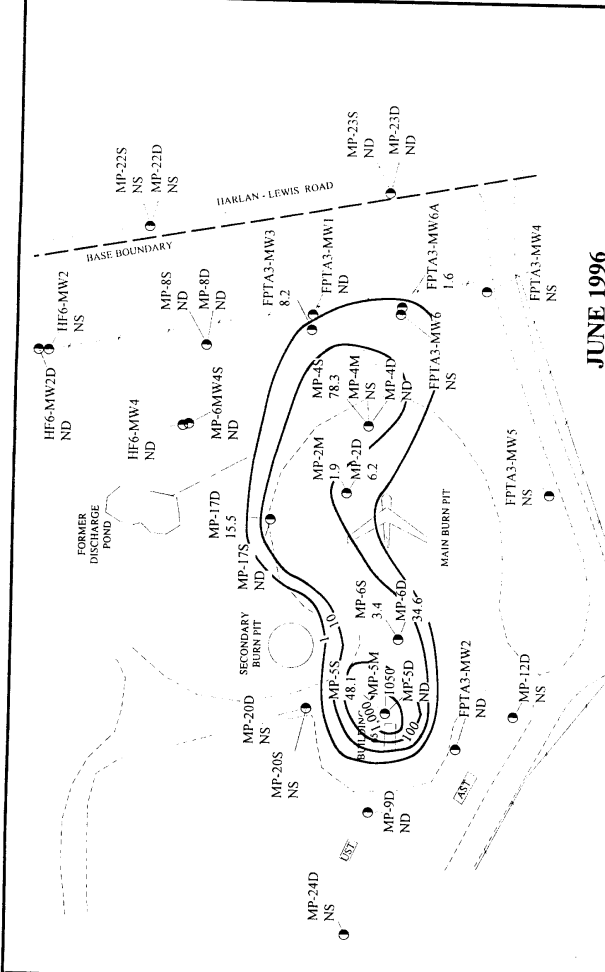 MP-22S
NS
MP-22D
NS
MP-23S
ND
MP-23D
ND
HARLAN - LEWIS ROAD
BASE BOUNDARY
HF6-MW2D
ND
HF6-MW2
NS
MP-8S
ND
MP-8D
ND
FPTA3-MW3
8.2
FPTA3-MW1
ND
FPTA3-MW6A
1.6
FPTA3-MW4
NS
HF6-MW4
ND
MP-6MW4S
ND
MP-4S
78.3
MP-4M
NS
MP-4D
ND
FPTA3-MW6
NS
FORMER
DISCHARGE
POND
MP-17D
15.5
MP-17S
ND
MP-2M
1.9
MP-2D
6.2
MAIN BURN PIT
FPTA3-MW5
NS
SECONDARY
BURN PIT
1
10
MP-6S
3.4
MP-6D
34.6
MP-5S
48.1
MP-5M
1050
MP-5D
ND
1,000
100
MP-20D
NS
MP-20S
NS
FPTA3-MW2
ND
MP-12D
NS
MP-9D
ND
UST
AST
MP-24D
NS
JUNE 1996